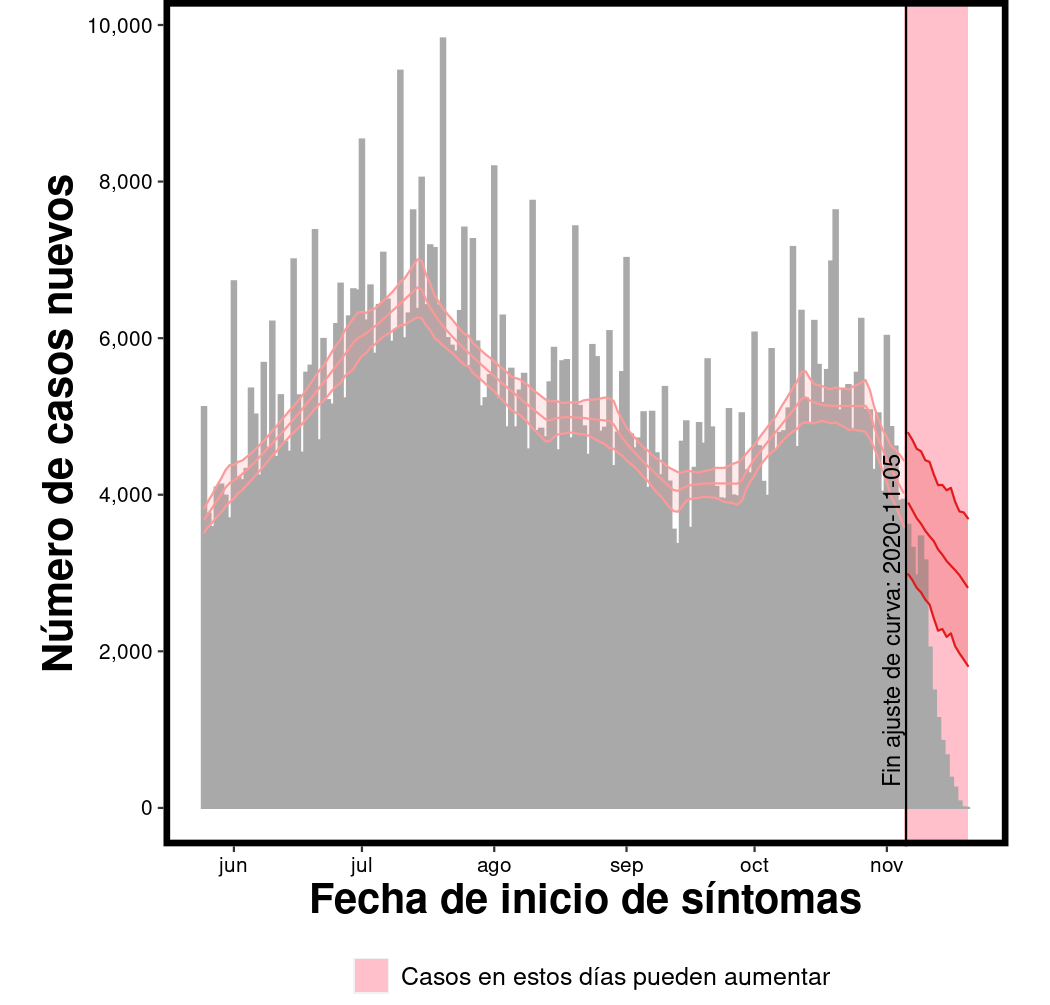 10,000
8,000
6,000
4,000
2,000
0
Número de casos nuevos
Fin ajuste de curva: 2020-11-05
jun jul ago sep oct nov
Fecha de inicio de síntomas
Casos en estos días pueden aumentar